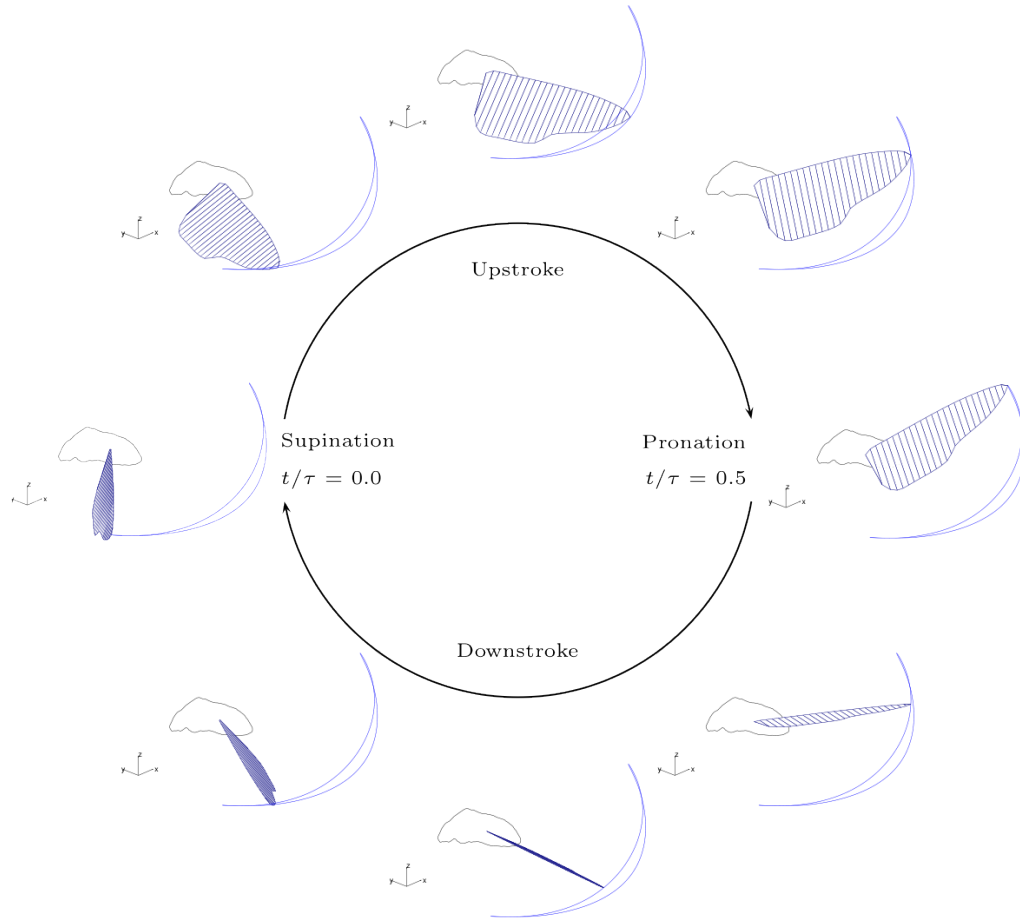 z
y x
z
y x
z
y x
Upstroke
Supination
t/τ = 0.0
Pronation
t/τ = 0.5
z
x
z
y x
Downstroke
z
y x
z
y x
z
y x